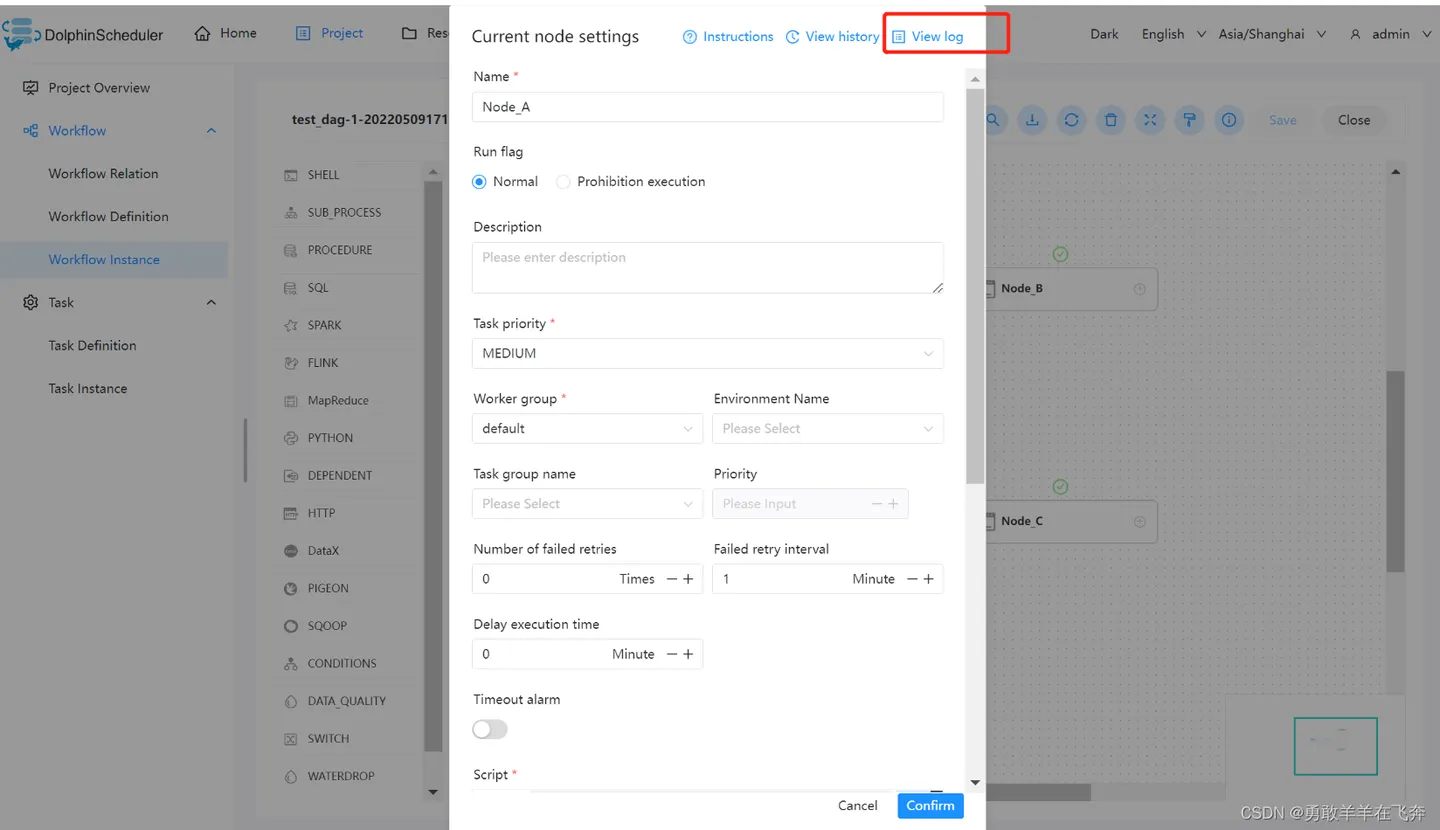 DolphinScheduler
Home
Project
Res
Dark
English
Asia/Shanghai
admin
Project Overview
Workflow
Workflow Relation
Workflow Definition
Workflow Instance
Task
Task Definition
Task Instance
test_dag-1-20220509171
SHELL
SUB_PROCESS
PROCEDURE
SQL
SPARK
FLINK
MapReduce
PYTHON
DEPENDENT
HTTP
DataX
PIGEON
SQOOP
CONDITIONS
DATA_QUALITY
SWITCH
WATERDROP
Current node settings
Instructions
View history
View log
Name *
Node_A
Run flag
Normal
Prohibition execution
Description
Please enter description
Task priority *
MEDIUM
Worker group *
Environment Name
default
Please Select
Task group name
Priority
Please Select
Please Input
Number of failed retries
Failed retry interval
0 Times
1 Minute
Delay execution time
0 Minute
Timeout alarm
Script *
Cancel
Confirm
Save
Close
Node_B
Node_C
CSDN @勇敢羊羊在飞奔